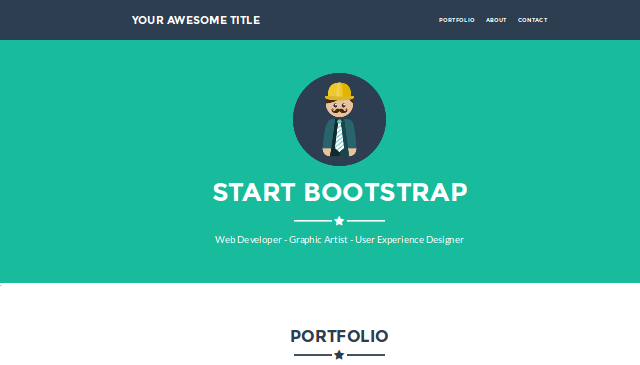 YOUR AWESOME TITLE
PORTFOLIO ABOUT CONTACT
START BOOTSTRAP
Web Developer - Graphic Artist - User Experience Designer
PORTFOLIO